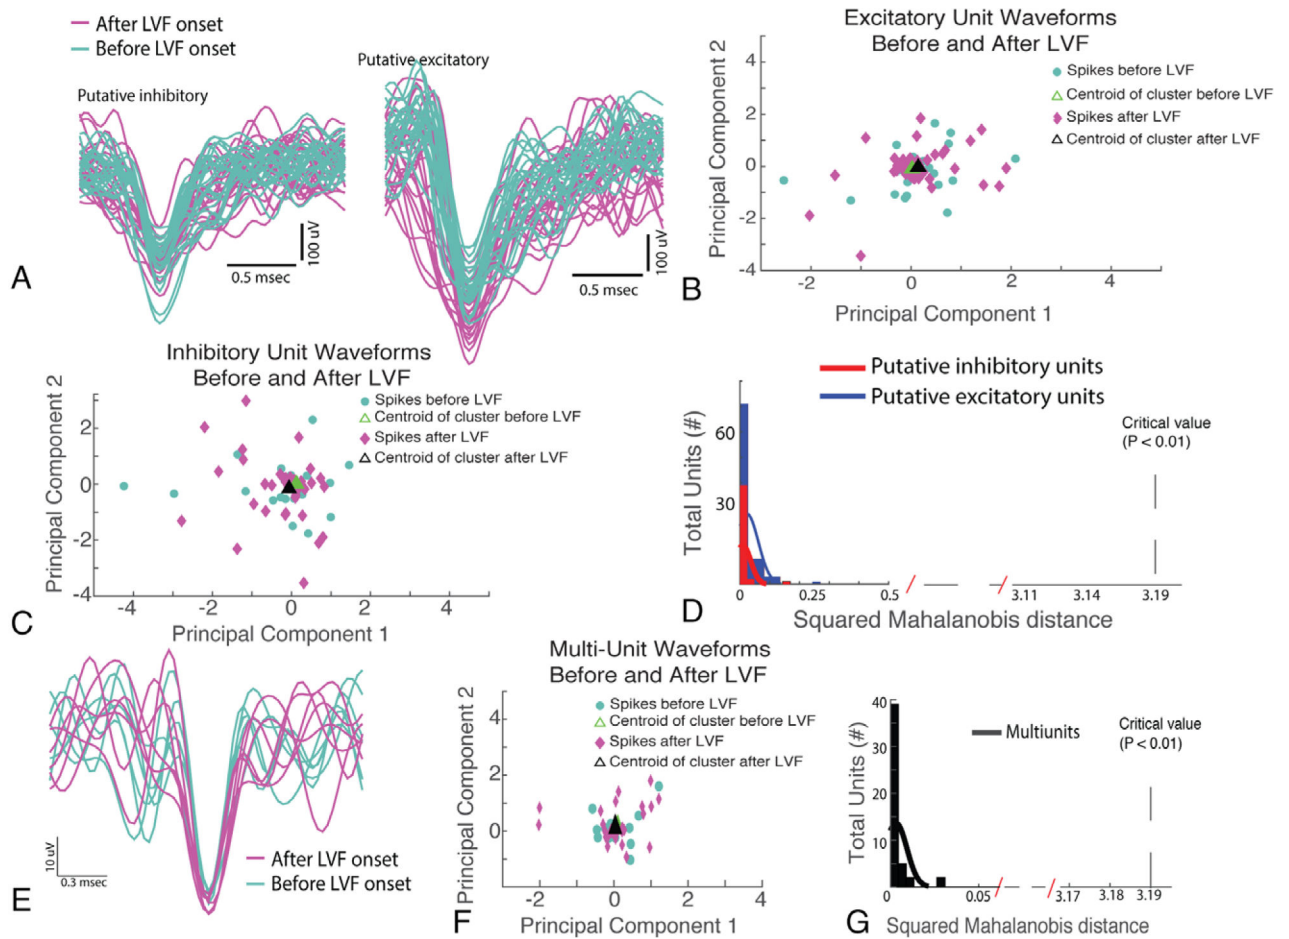 After LVF onset
Before LVF onset
Putative inhibitory
Putative excitatory
100 uV
0.5 msec
100 uV
0.5 msec
A
Excitatory Unit Waveforms
Before and After LVF
Spikes before LVF
Centroid of cluster before LVF
Spikes after LVF
Centroid of cluster after LVF
Principal Component 2
4
2
0
-2
-4
-2
0
2
4
Principal Component 1
B
Inhibitory Unit Waveforms
Before and After LVF
Spikes before LVF
Centroid of cluster before LVF
Spikes after LVF
Centroid of cluster after LVF
Principal Component 2
2
0
-2
-4
-4
-2
0
2
4
Principal Component 1
C
Putative inhibitory units
Putative excitatory units
Critical value
(P < 0.01)
Total Units (#)
60
30
0
0.25
0.5
3.11
3.14
3.19
Squared Mahalanobis distance
D
10 uV
0.3 msec
After LVF onset
Before LVF onset
E
Multi-Unit Waveforms
Before and After LVF
Spikes before LVF
Centroid of cluster before LVF
Spikes after LVF
Centroid of cluster after LVF
Principal Component 2
4
2
0
-2
0
2
4
Principal Component 1
F
Multiunits
Critical value
(P < 0.01)
Total Units (#)
40
30
20
10
0
0.05
3.17
3.18
3.19
Squared Mahalanobis distance
G